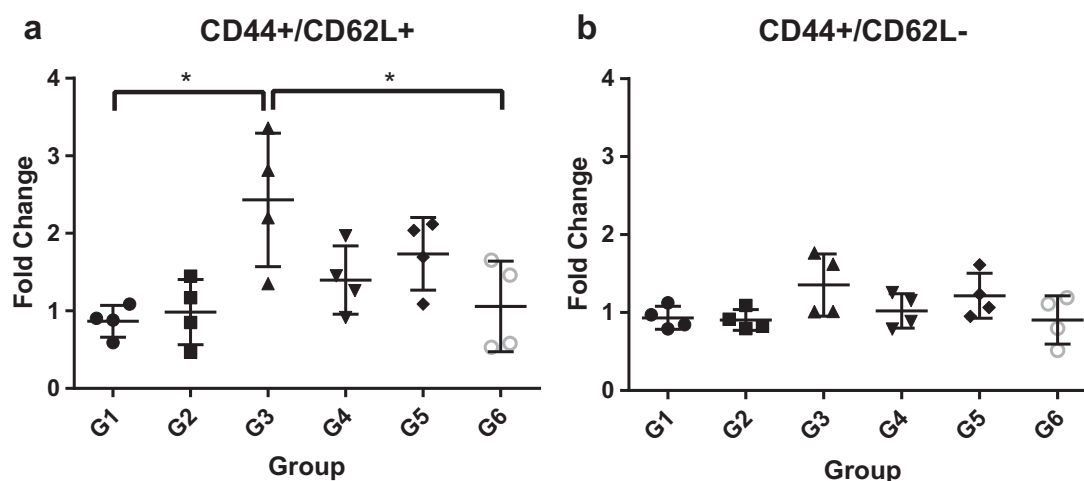 a
CD44+/CD62L+
*
*
4
3
2
1
0
Fold Change
G1
G2
G3
G4
G5
G6
Group
b
CD44+/CD62L-
4
3
2
1
0
Fold Change
G1
G2
G3
G4
G5
G6
Group